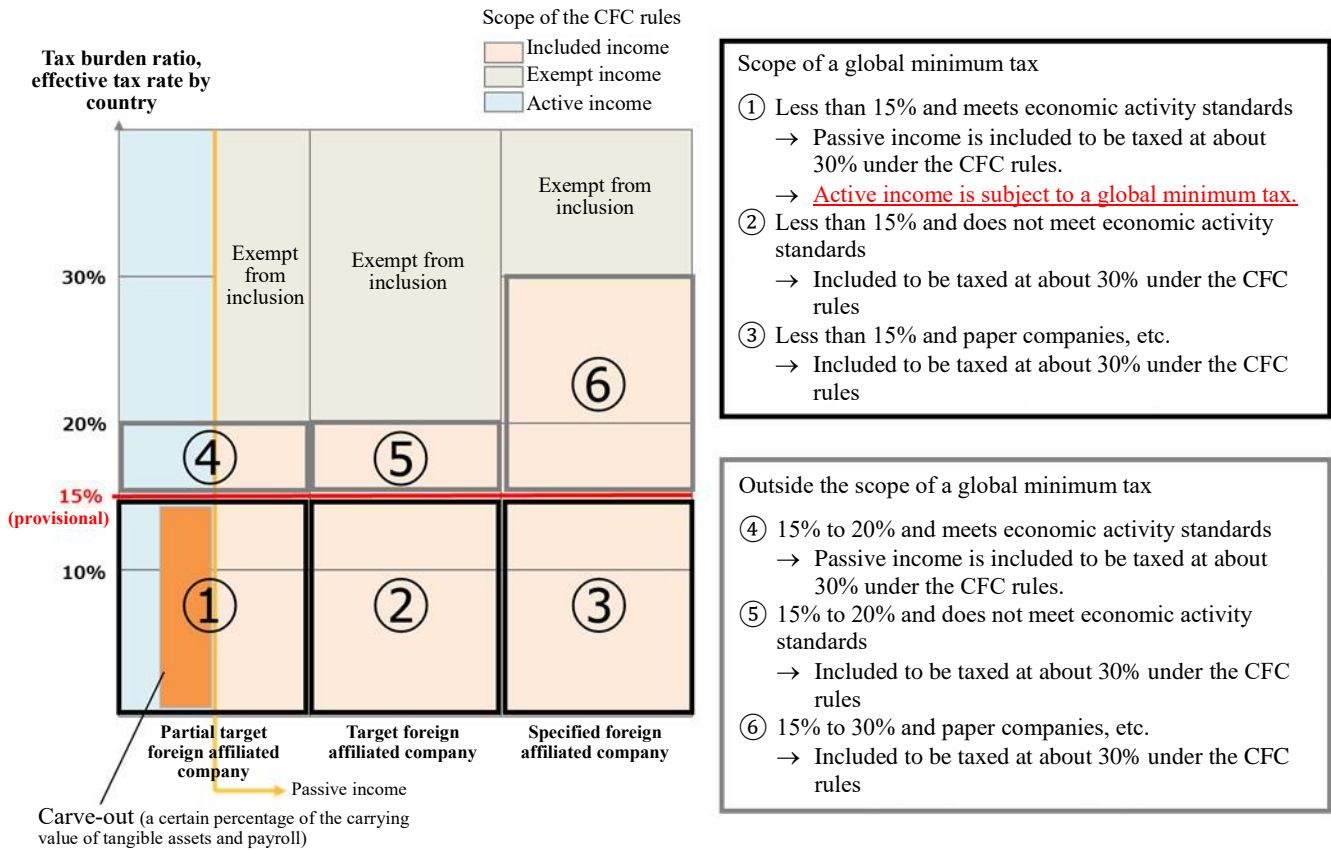 Scope of the CFC rules
Included income
Exempt income
Active income
Tax burden ratio,
effective tax rate by
country
Exempt from
inclusion
Exempt
from
inclusion
Exempt from
inclusion
30%
20%
15%
(provisional)
10%
⑥
④
⑤
①
②
③
Partial target
foreign affiliated
company
Target foreign
affiliated company
Specified foreign
affiliated company
→ Passive income
Carve-out (a certain percentage of the carrying
value of tangible assets and payroll)
Scope of a global minimum tax
① Less than 15% and meets economic activity standards
→ Passive income is included to be taxed at about
30% under the CFC rules.
→ Active income is subject to a global minimum tax.
② Less than 15% and does not meet economic activity
standards
→ Included to be taxed at about 30% under the CFC
rules
③ Less than 15% and paper companies, etc.
→ Included to be taxed at about 30% under the CFC
rules
Outside the scope of a global minimum tax
④ 15% to 20% and meets economic activity standards
→ Passive income is included to be taxed at about
30% under the CFC rules.
⑤ 15% to 20% and does not meet economic activity
standards
→ Included to be taxed at about 30% under the CFC
rules
⑥ 15% to 30% and paper companies, etc.
→ Included to be taxed at about 30% under the CFC
rules